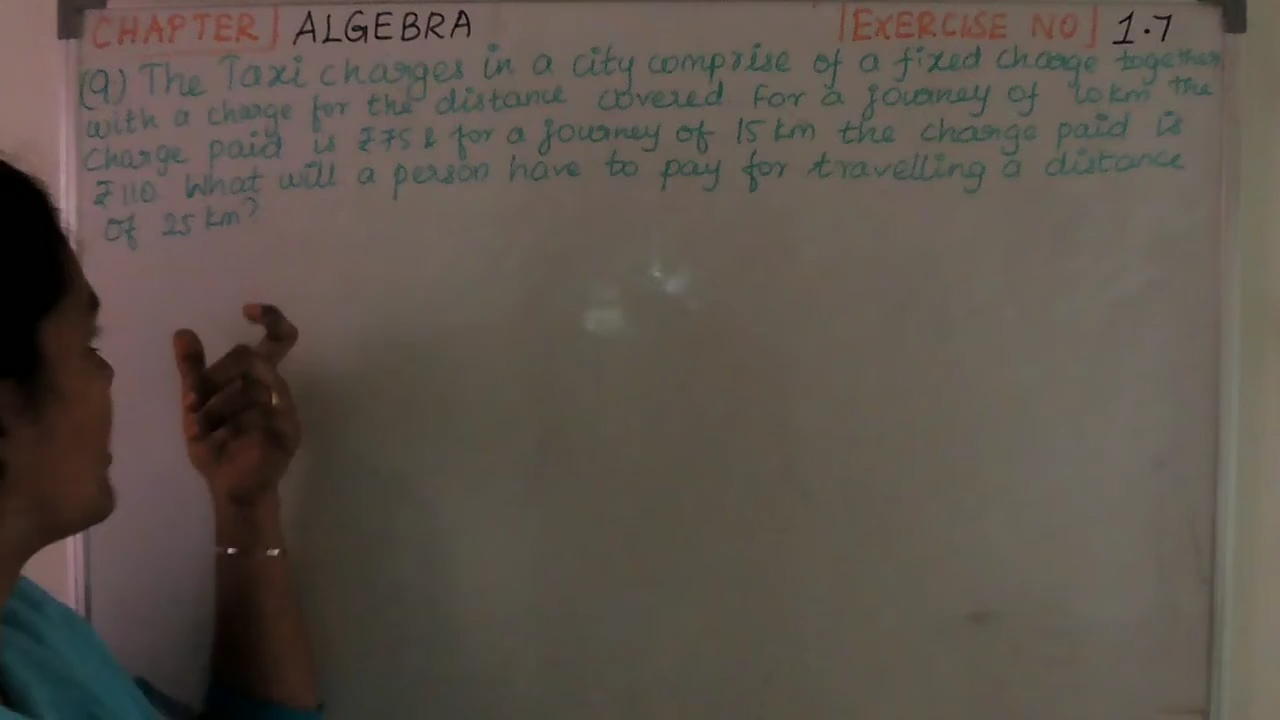 CHAPTER ALGEBRA EXERCISE NO 1.7
(9) The Taxi charges in a city comprise of a fixed charge together
with a charge for the distance covered For a journey of 10 km the
charge paid is ₹75 & for a journey of 15 km the charge paid is
₹110 What will a person have to pay for travelling a distance
of 25 km?